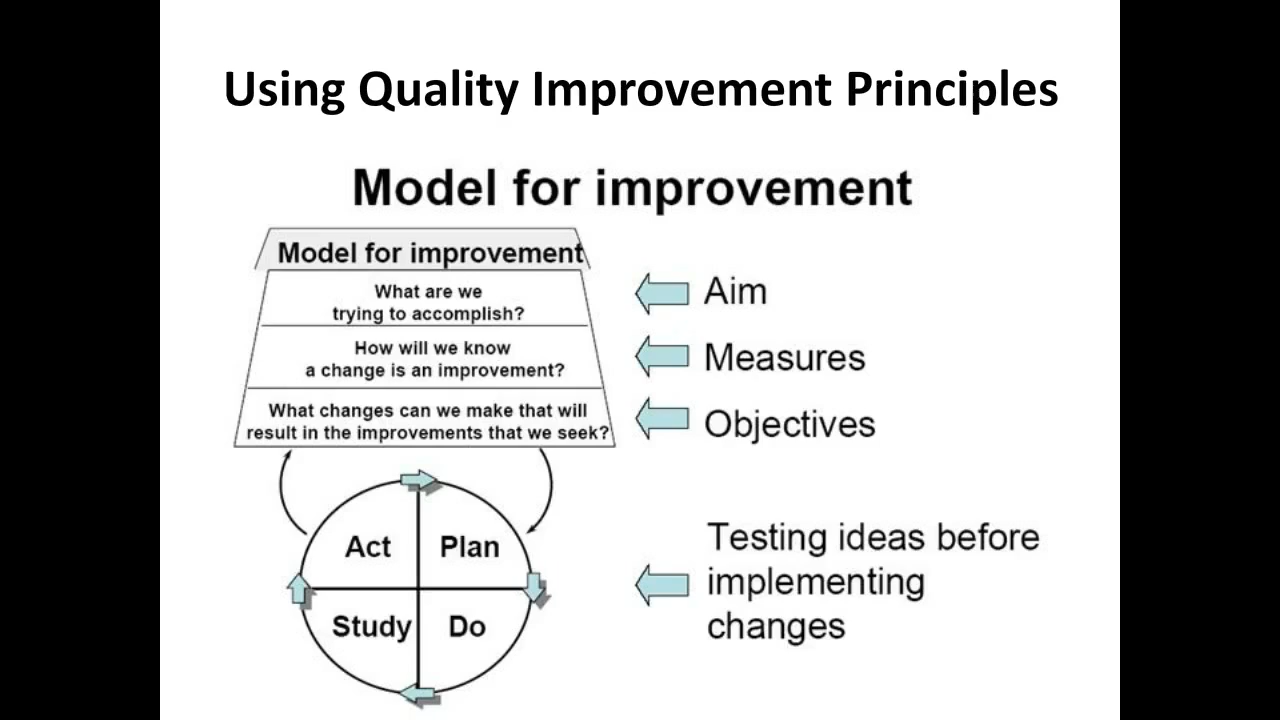 Using Quality Improvement Principles
Model for improvement
Model for improvement
What are we
trying to accomplish?
How will we know
a change is an improvement?
What changes can we make that will
result in the improvements that we seek?
Aim
Measures
Objectives
Act
Plan
Study
Do
Testing ideas before
implementing
changes